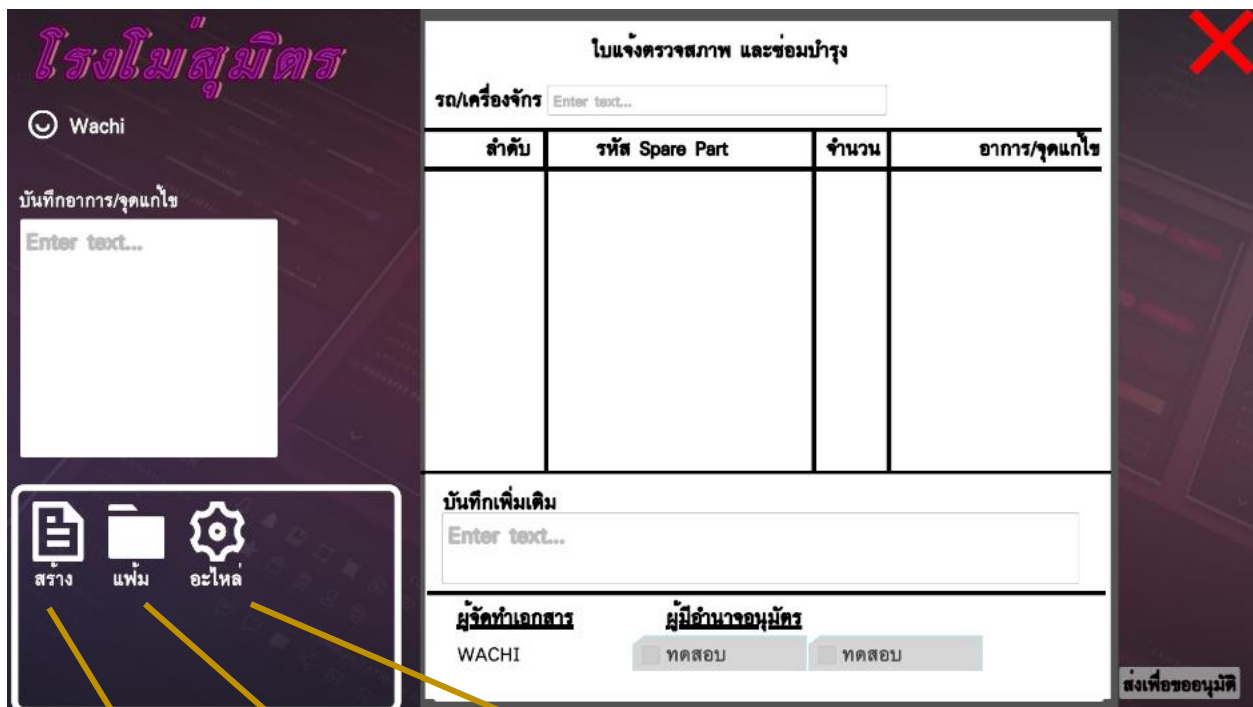 โรงโม่สุมิตร
Wachi
บันทึกอาการ/จุดแก้ไข
Enter text...
สร้าง แฟ้ม อะไหล่
ใบแจ้งตรวจสภาพ และซ่อมบำรุง
รถ/เครื่องจักร Enter text...
ลำดับ รหัส Spare Part จำนวน อาการ/จุดแก้ไข
บันทึกเพิ่มเติม
Enter text...
ผู้จัดทำเอกสาร ผู้มีอำนาจอนุมัตร
WACHI ทดสอบ ทดสอบ
ส่งเพื่อขออนุมัติ